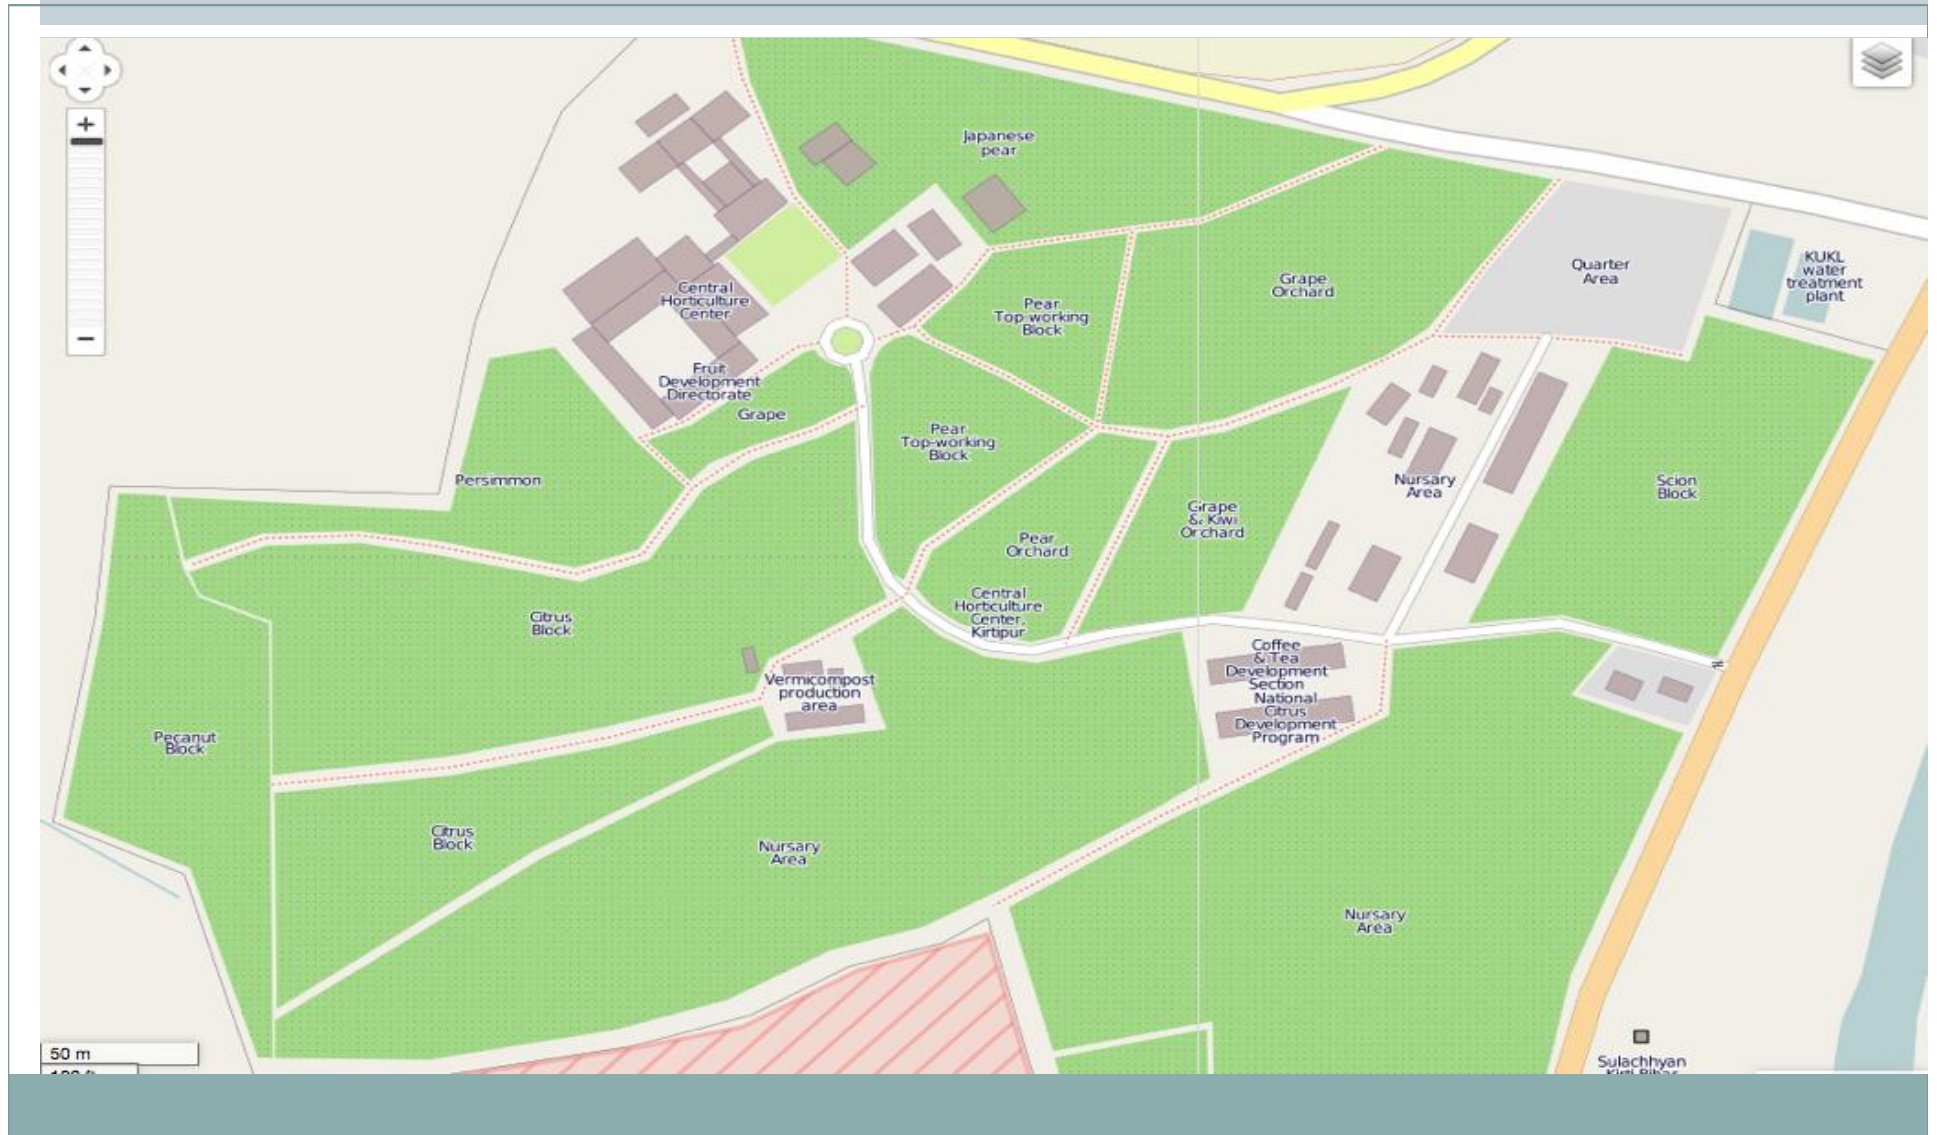 Japanese
pear
Quarter
Area
KUKL
water
treatment
plant
Grape
Orchard
Central
Horticulture
Center
Pear
Top-working
Block
Fruit
Development
Directorate
Grape
Pear
Top-working
Block
Persimmon
Nursary
Area
Scion
Block
Grape
& Kiwi
Orchard
Pear
Orchard
Central
Horticulture
Center,
Kirtipur
Citrus
Block
Coffee
& Tea
Development
Section
National
Citrus
Development
Program
Vermicompost
production
area
Pecanut
Block
Citrus
Block
Nursary
Area
Nursary
Area
50 m
Sulachhyan